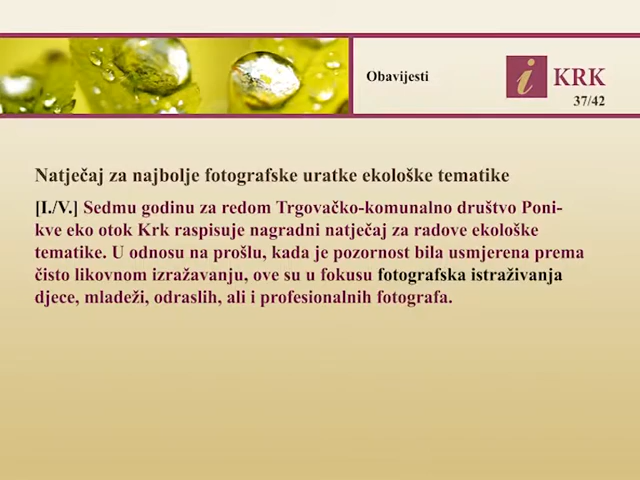 Obavijesti
i KRK
37/42
Natječaj za najbolje fotografske uratke ekološke tematike
[I./V.] Sedmu godinu za redom Trgovačko-komunalno društvo Poni-
kve eko otok Krk raspisuje nagradni natječaj za radove ekološke
tematike. U odnosu na prošlu, kada je pozornost bila usmjerena prema
čisto likovnom izražavanju, ove su u fokusu fotografska istraživanja
djece, mladeži, odraslih, ali i profesionalnih fotografa.